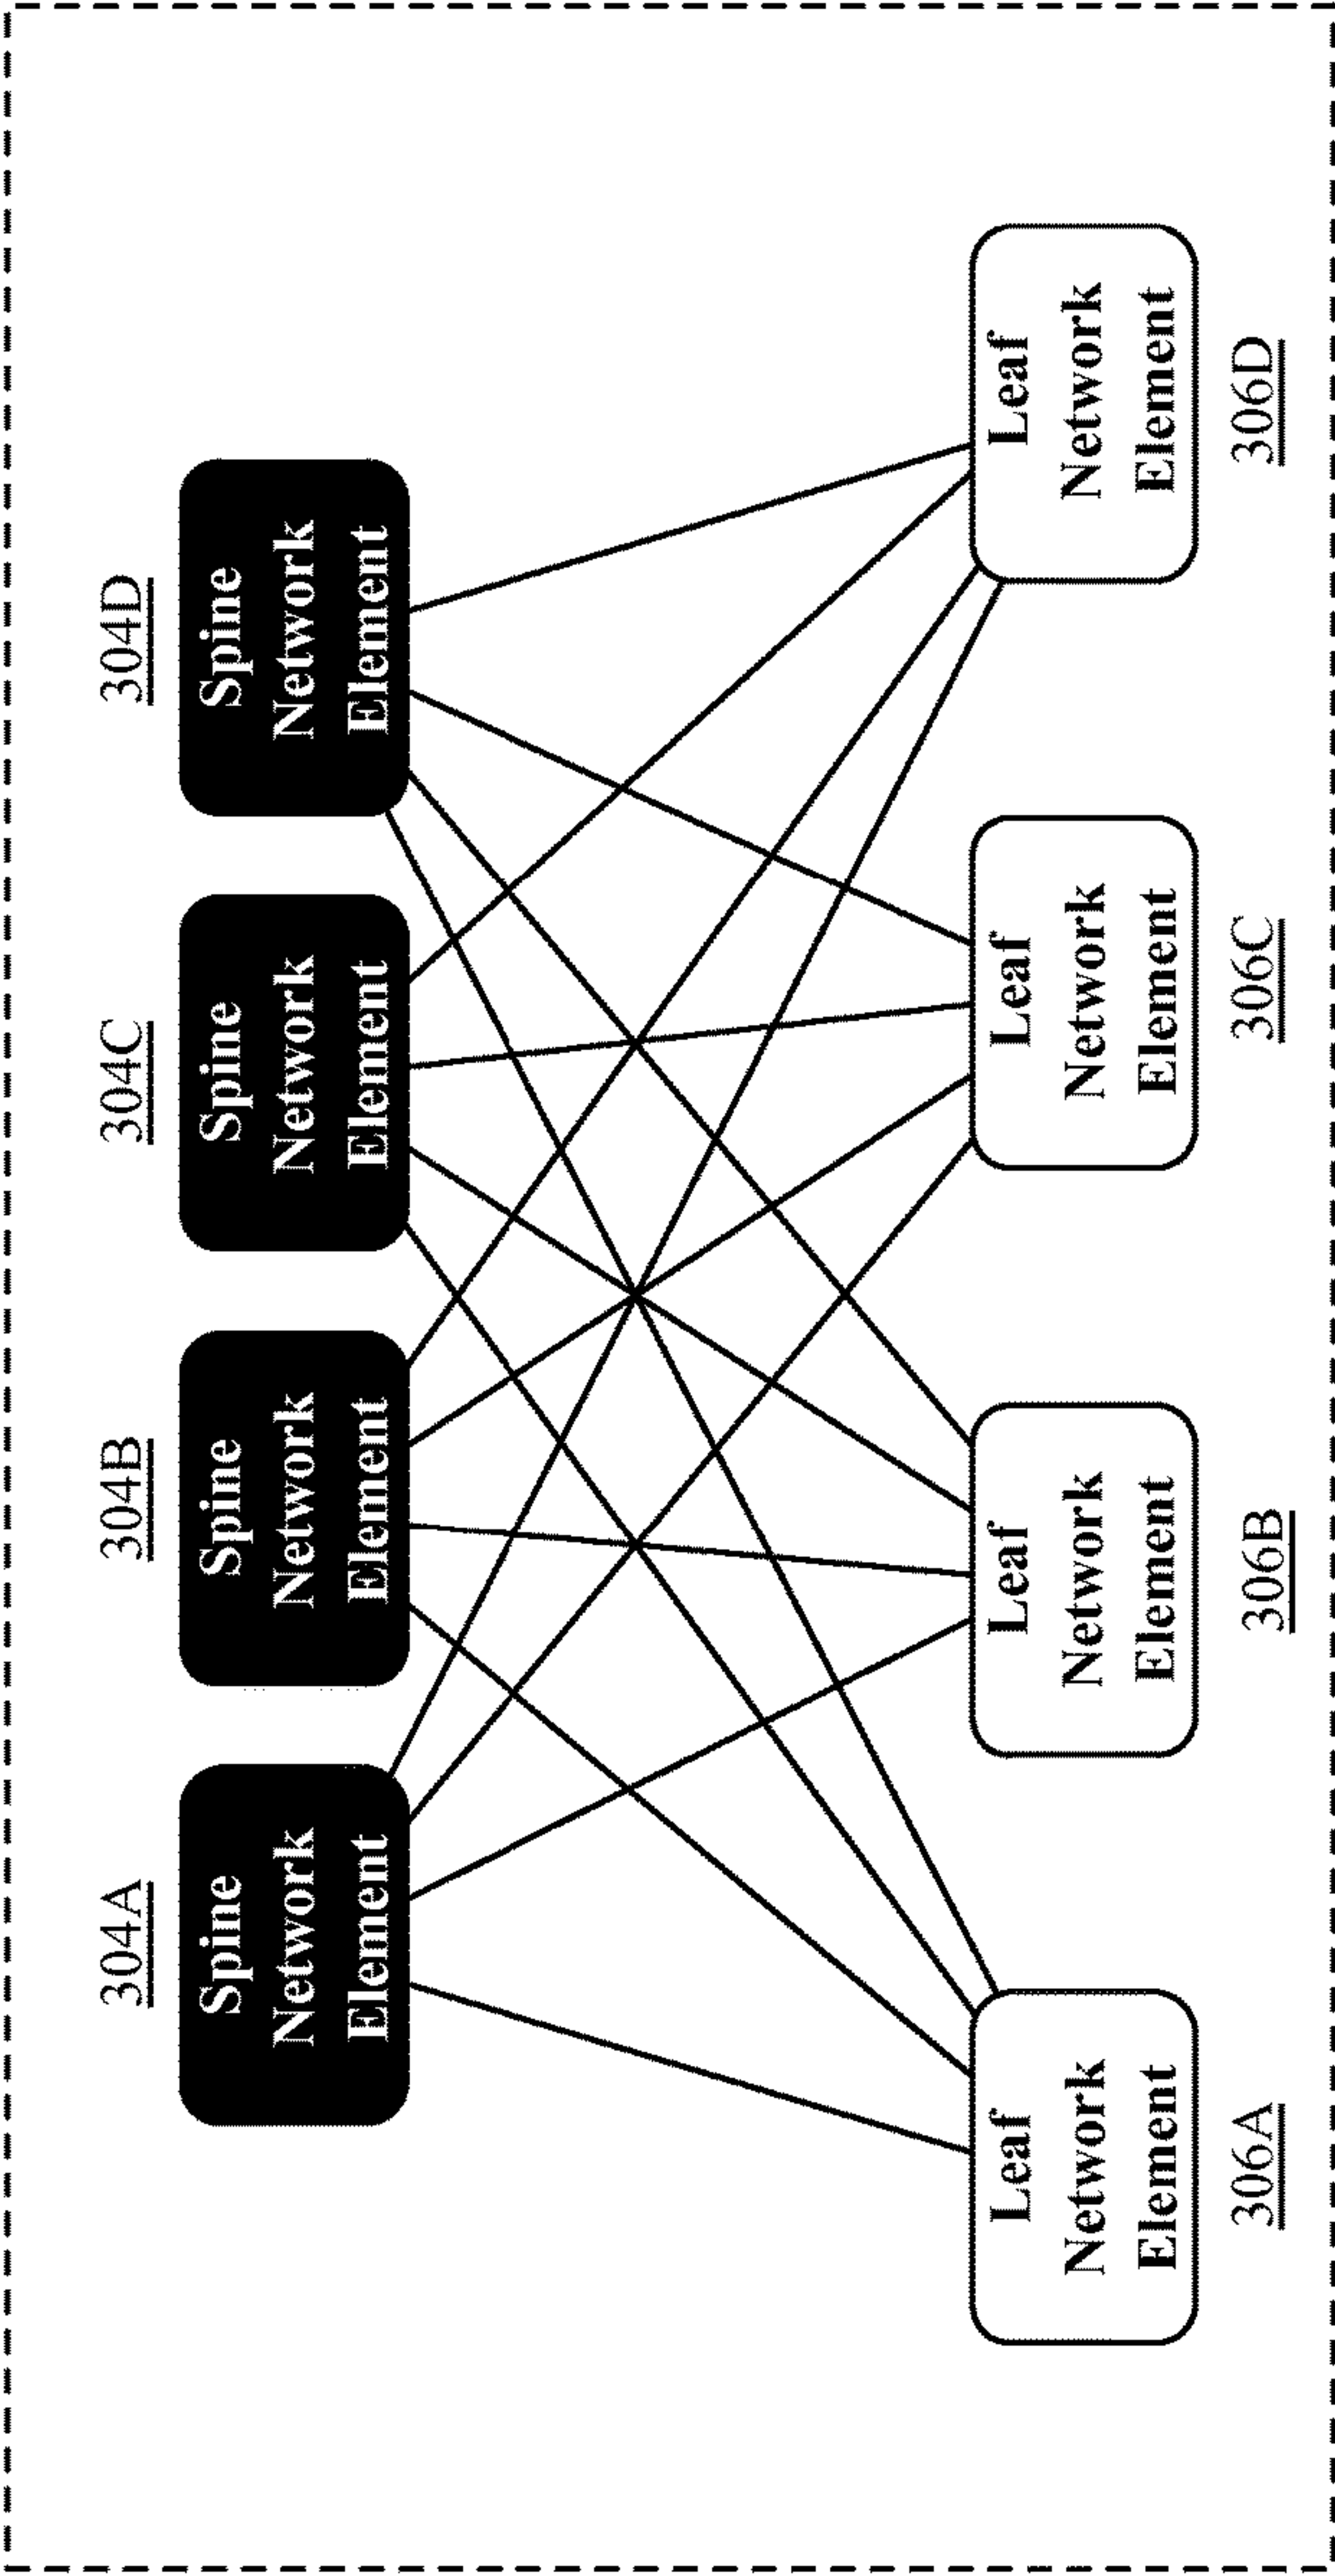 304A
304B
304C
304D
Spine
Network
Element
Spine
Network
Element
Spine
Network
Element
Spine
Network
Element
Leaf
Network
Element
Leaf
Network
Element
Leaf
Network
Element
Leaf
Network
Element
306A
306B
306C
306D